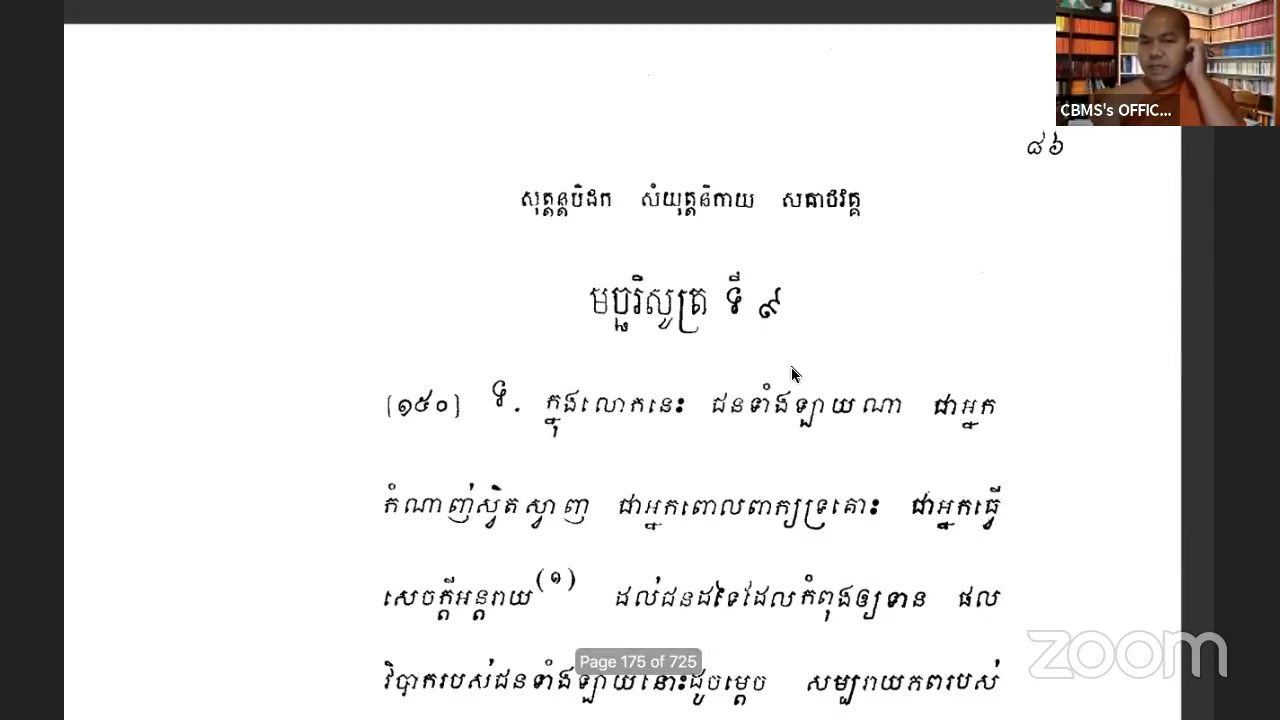 CBMS's OFFIC...
៨៦
សុត្តន្តបិដក សំយុត្តនិកាយ សគាថវគ្គ
មច្ឆរិសូត្រ ទី ៩
[១៥០] ទ. ក្នុងលោកនេះ ជនទាំងឡាយណា ជាអ្នក
កំណាញ់ស្វិតស្វាញ ជាអ្នកពោលពាក្យទ្រគោះ ជាអ្នកធ្វើ
សេចក្តីអន្តរាយ(១) ដល់ជនដទៃដែលកំពុងឲ្យទាន ផល
វិបាករបស់ជនទាំងឡាយនោះដូចម្តេច សម្បរាយភពរបស់
Page 175 of 725
zoom